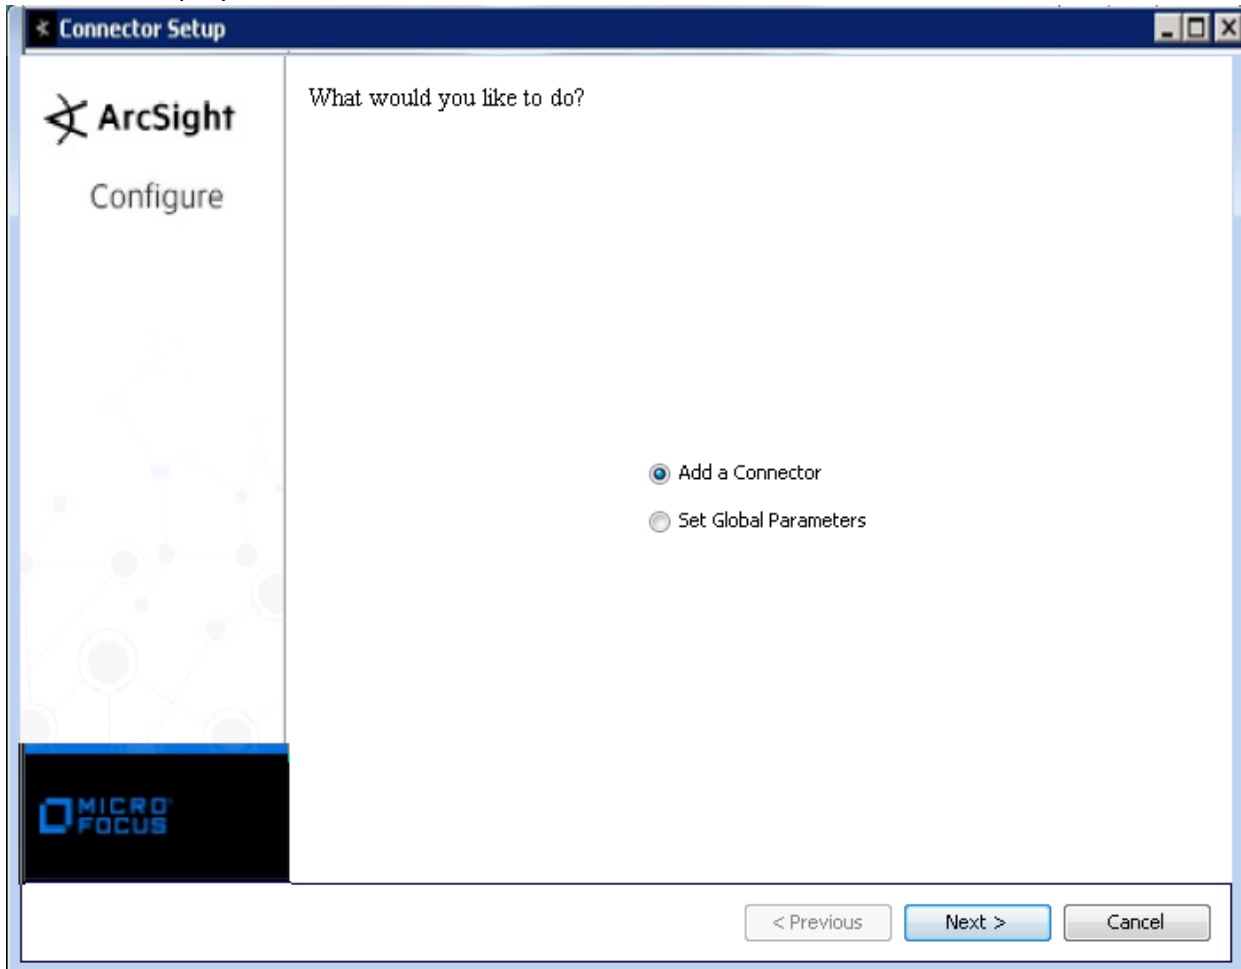 Connector Setup
ArcSight
Configure
What would you like to do?
Add a Connector
Set Global Parameters
MICRO
FOCUS
< Previous
Next >
Cancel